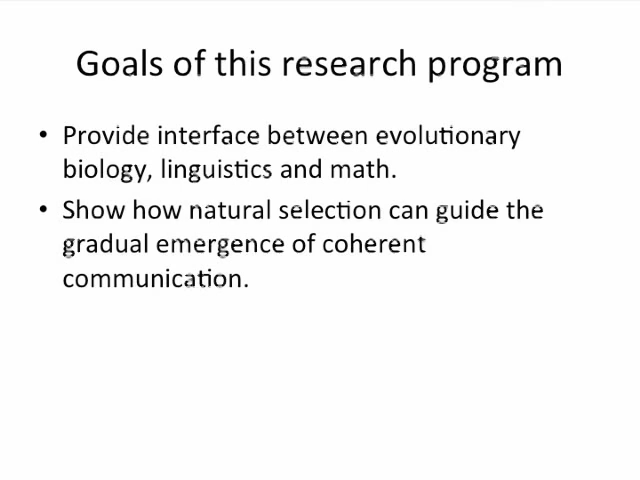 Goals of this research program
• Provide interface between evolutionary
biology, linguistics and math.
• Show how natural selection can guide the
gradual emergence of coherent
communication.